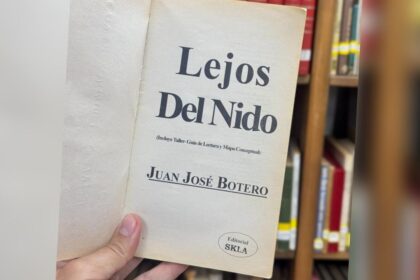 Lejos
Del Nido
(Incluye Taller-Guía de Lectura y Mapa Conceptual)
JUAN JOSÉ BOTERO
Editorial
SKLA